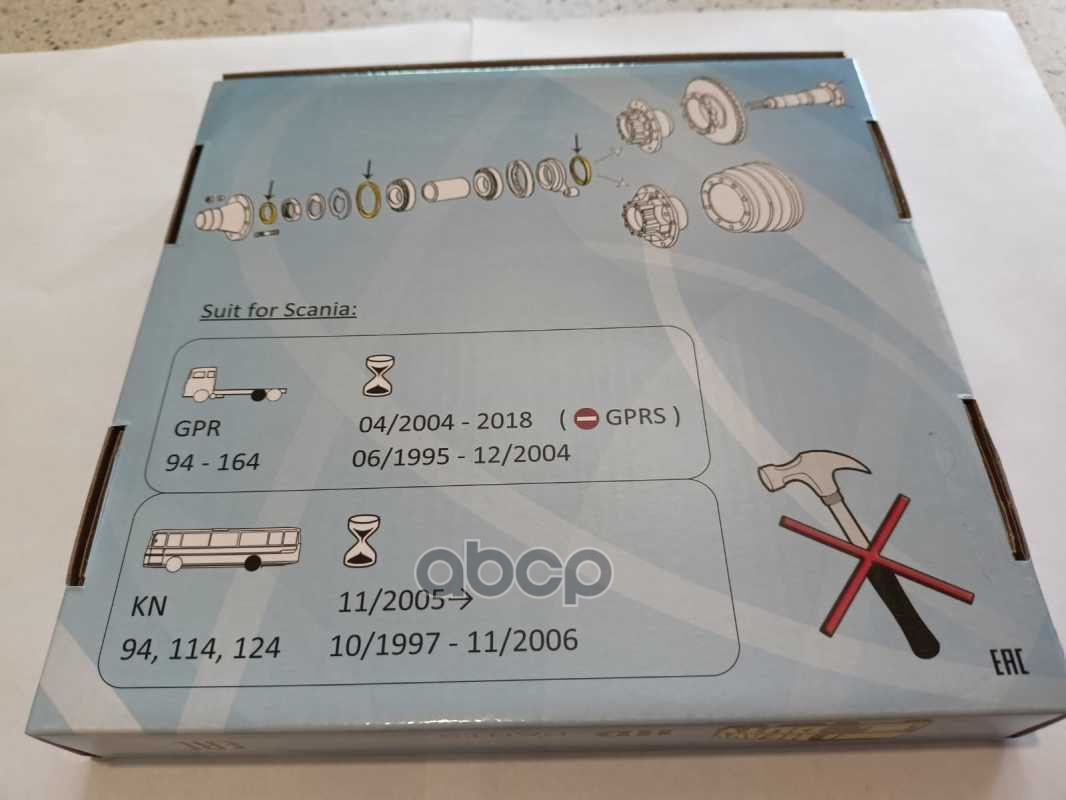 Suit for Scania:
GPR 04/2004 - 2018 ( GPRS )
94 - 164 06/1995 - 12/2004
abcp
KN 11/2005→
94, 114, 124 10/1997 - 11/2006
EAC